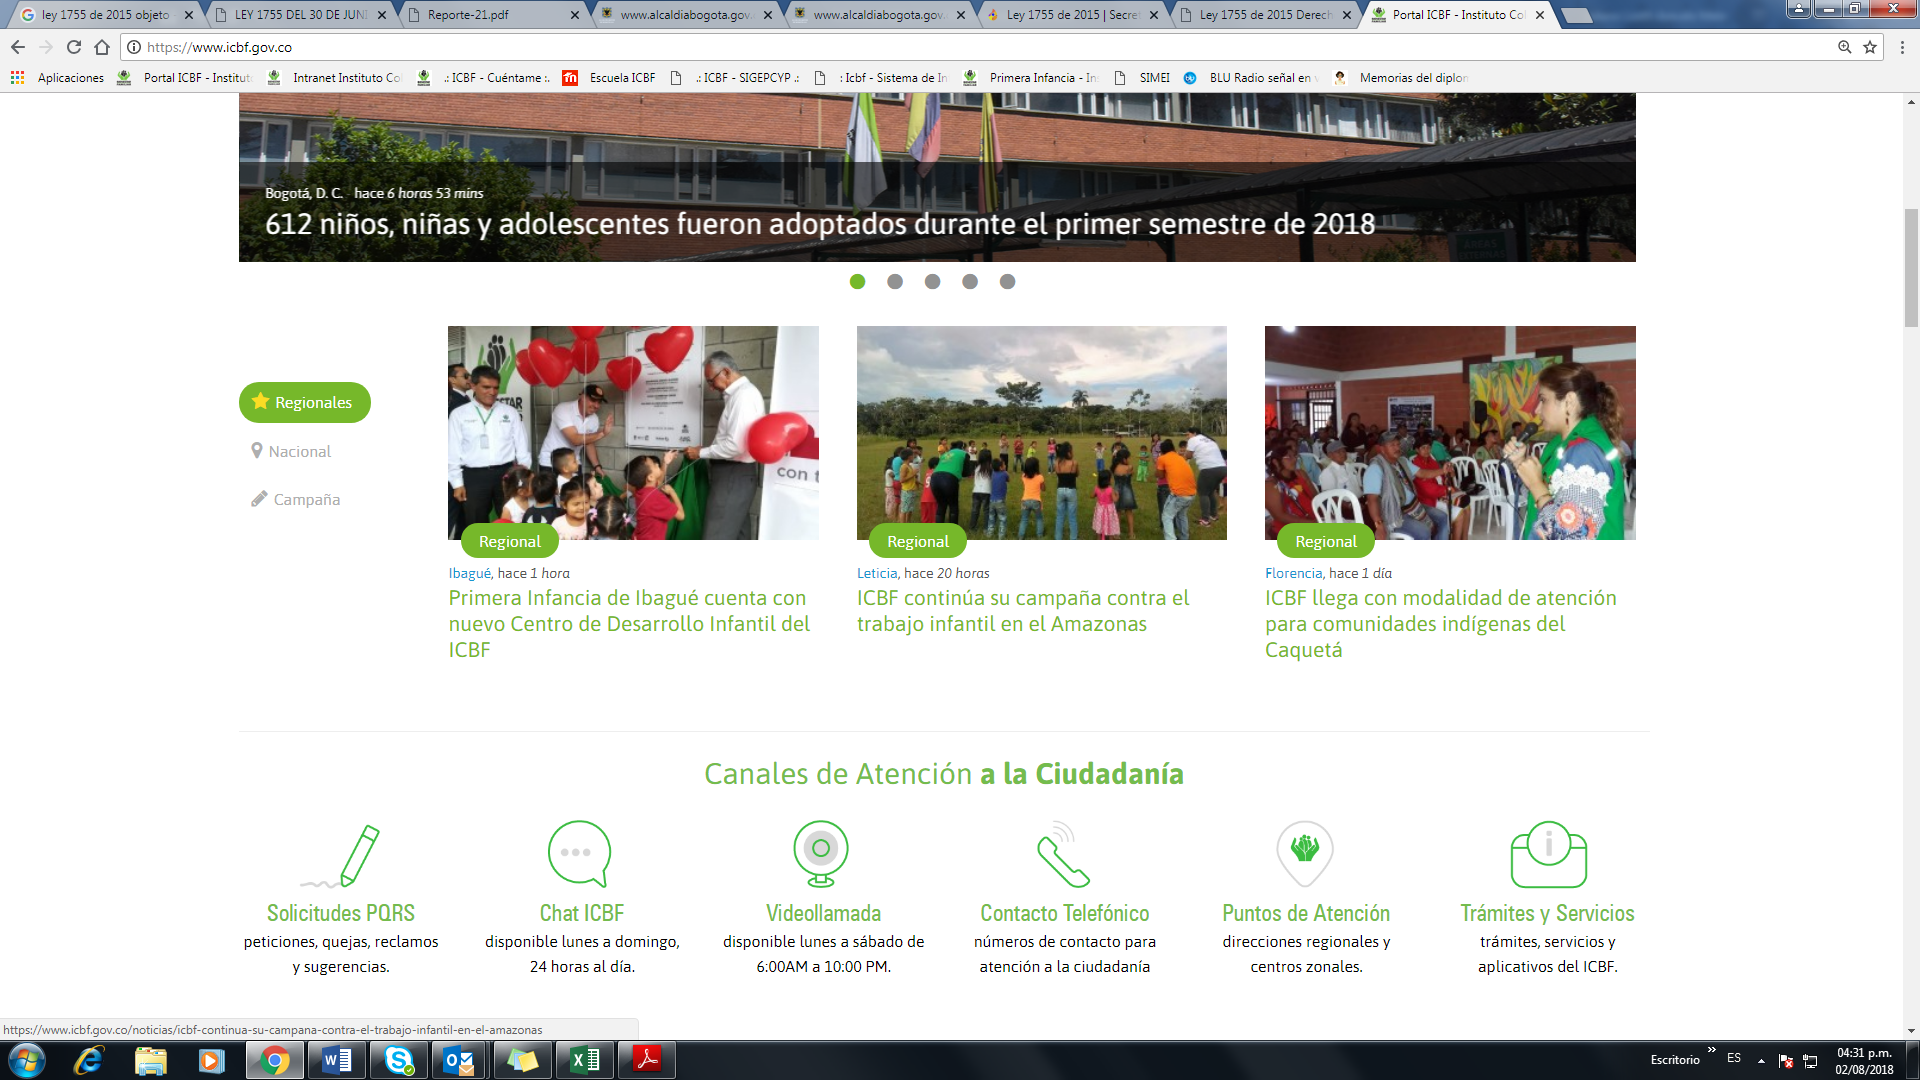 ley 1755 de 2015 objeto
LEY 1755 DEL 30 DE JUNI
Reporte-21.pdf
www.alcaldiabogota.gov.
www.alcaldiabogota.gov.
Ley 1755 de 2015 | Secret
Ley 1755 de 2015 Derech
Portal ICBF - Instituto Col
https://www.icbf.gov.co
Aplicaciones
Portal ICBF - Institut
Intranet Instituto Co
.: ICBF - Cuéntame :.
Escuela ICBF
.: ICBF - SIGEPCYP .:
: Icbf - Sistema de In
Primera Infancia - In
SIMEI
BLU Radio señal en v
Memorias del diplon
Bogotá, D. C. hace 6 horas 53 mins
612 niños, niñas y adolescentes fueron adoptados durante el primer semestre de 2018
Regionales
Nacional
Campaña
con t
Regional
Ibagué, hace 1 hora
Primera Infancia de Ibagué cuenta con
nuevo Centro de Desarrollo Infantil del
ICBF
Regional
Leticia, hace 20 horas
ICBF continúa su campaña contra el
trabajo infantil en el Amazonas
Regional
Florencia, hace 1 día
ICBF llega con modalidad de atención
para comunidades indígenas del
Caquetá
Canales de Atención a la Ciudadanía
Solicitudes PQRS
peticiones, quejas, reclamos
y sugerencias.
Chat ICBF
disponible lunes a domingo,
24 horas al día.
Videollamada
disponible lunes a sábado de
6:00AM a 10:00 PM.
Contacto Telefónico
números de contacto para
atención a la ciudadanía
Puntos de Atención
direcciones regionales y
centros zonales.
Trámites y Servicios
trámites, servicios y
aplicativos del ICBF.
https://www.icbf.gov.co/noticias/icbf-continua-su-campana-contra-el-trabajo-infantil-en-el-amazonas
Escritorio
ES
04:31 p.m.
02/08/2018